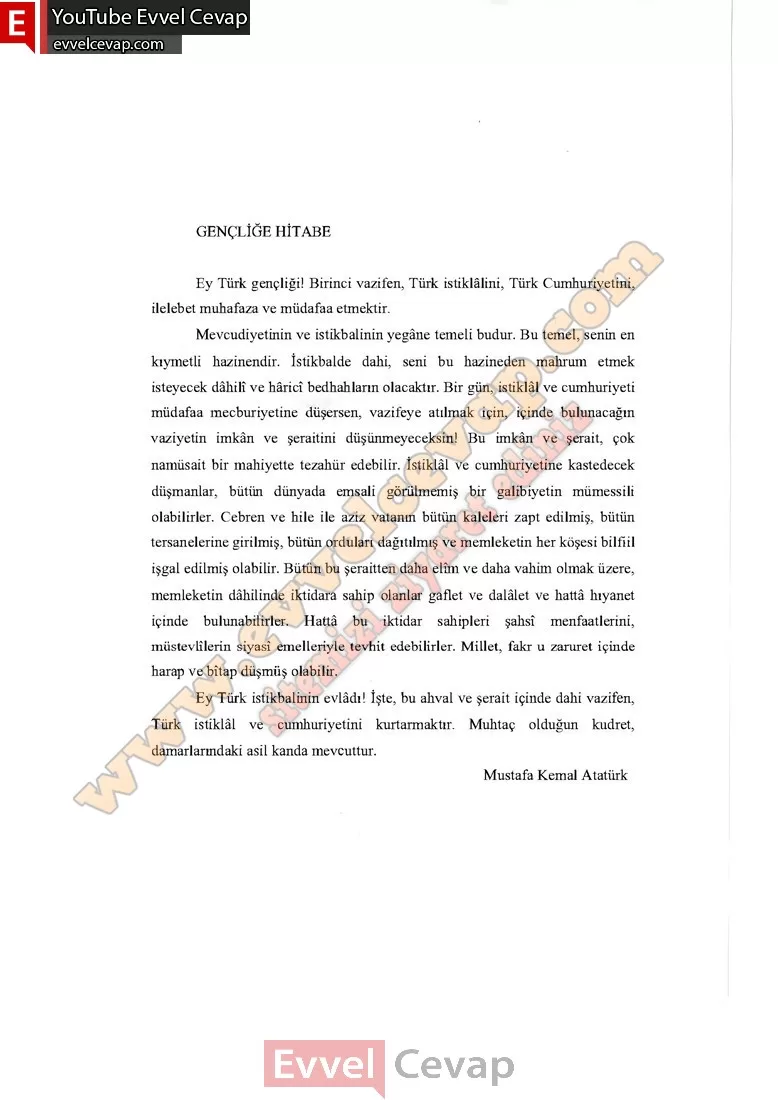 YouTube Evvel Cevap
evvelcevap.com
GENÇLİĞE HİTABE
Ey Türk gençliği! Birinci vazifen, Türk istiklâlini, Türk Cumhuriyetini,
ilelebet muhafaza ve müdafaa etmektir.
Mevcudiyetinin ve istikbalinin yegâne temeli budur. Bu temel, senin en
kıymetli hazinendir. İstikbalde dahi, seni bu hazineden mahrum etmek
isteyecek dâhilî ve hâricî bedhahların olacaktır. Bir gün, istiklâl ve cumhuriyeti
müdafaa mecburiyetine düşersen, vazifeye atılmak için, içinde bulunacağın
vaziyetin imkân ve şeraitini düşünmeyeceksin! Bu imkân ve şerait, çok
namüsait bir mahiyette tezahür edebilir. İstiklâl ve cumhuriyetine kastedecek
düşmanlar, bütün dünyada emsali görülmemiş bir galibiyetin mümessili
olabilirler. Cebren ve hile ile aziz vatanın bütün kaleleri zapt edilmiş, bütün
tersanelerine girilmiş, bütün orduları dağıtılmış ve memleketin her köşesi bilfiil
işgal edilmiş olabilir. Bütün bu şeraitten daha elîm ve daha vahim olmak üzere,
memleketin dâhilinde iktidara sahip olanlar gaflet ve dalâlet ve hattâ hıyanet
içinde bulunabilirler. Hattâ bu iktidar sahipleri şahsî menfaatlerini,
müstevlîlerin siyasî emelleriyle tevhit edebilirler. Millet, fakr u zaruret içinde
harap ve bîtap düşmüş olabilir.
Ey Türk istikbalinin evlâdı! İşte, bu ahval ve şerait içinde dahi vazifen,
Türk istiklâl ve cumhuriyetini kurtarmaktır. Muhtaç olduğun kudret,
damarlarındaki asil kanda mevcuttur.
Mustafa Kemal Atatürk
www.evvelcevap.com
sitemizi ziyaret ediniz
Evvel Cevap